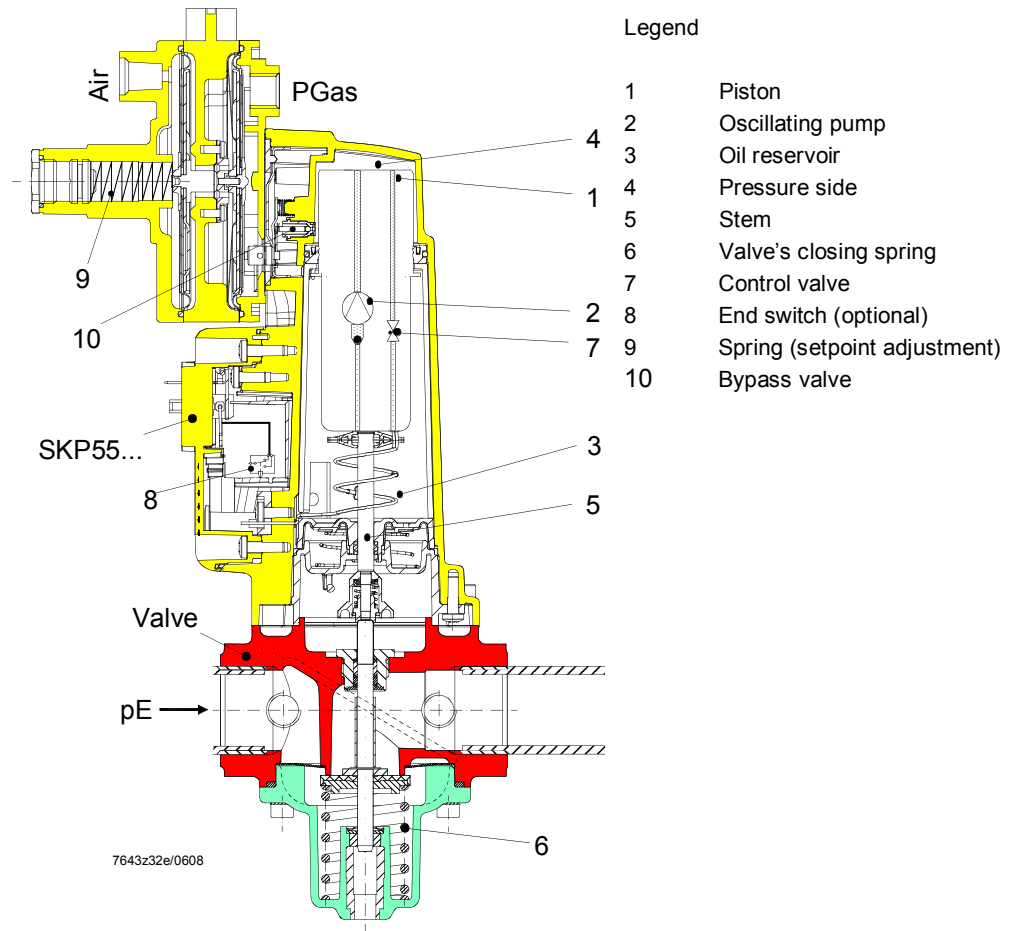 Legend
1 Piston
2 Oscillating pump
3 Oil reservoir
4 Pressure side
5 Stem
6 Valve's closing spring
7 Control valve
8 End switch (optional)
9 Spring (setpoint adjustment)
10 Bypass valve
Air
PGas
4
1
9
10
2
7
SKP55...
8
3
5
Valve
pE
6
7643z32e/0608